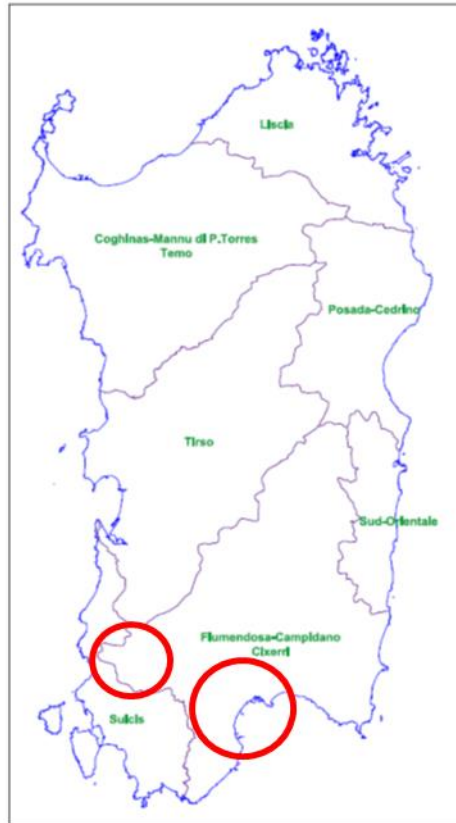 Liscia
Coghinas-Mannu di P.Torres
Temo
Posada-Cedrino
Tirso
Sud-Orientale
Flumendosa-Campidano
Cixerri
Sulcis